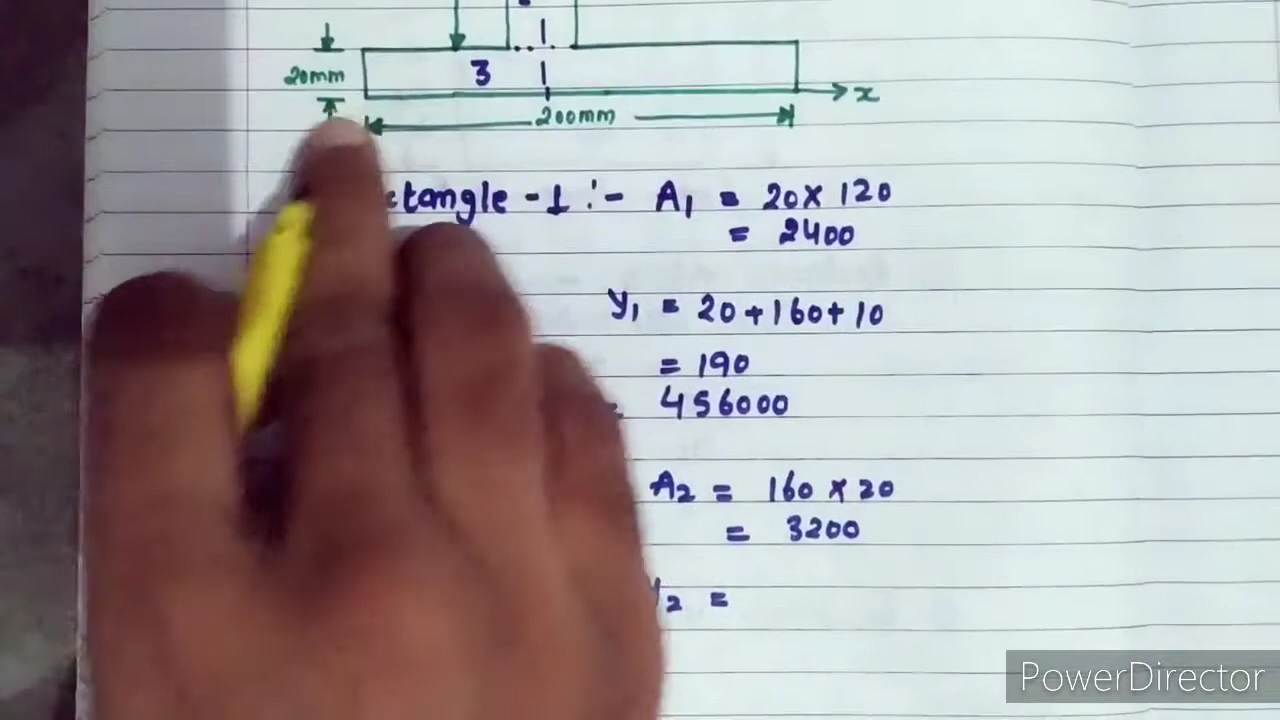 20mm
3
x
200mm
ctangle - 1 :- A1 = 20 x 120
= 2400
y1 = 20 + 160 + 10
= 190
= 456000
A2 = 160 x 20
= 3200
2 =
PowerDirector